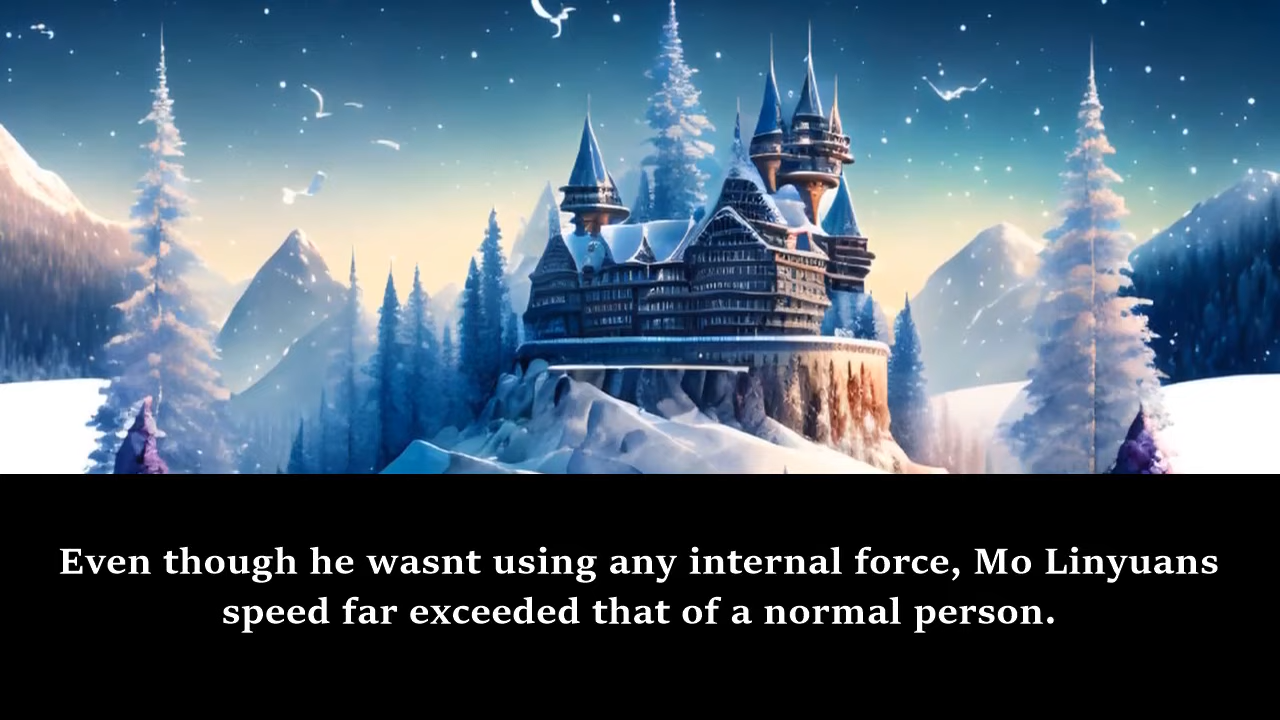 Even though he wasnt using any internal force, Mo Linyuans
speed far exceeded that of a normal person.